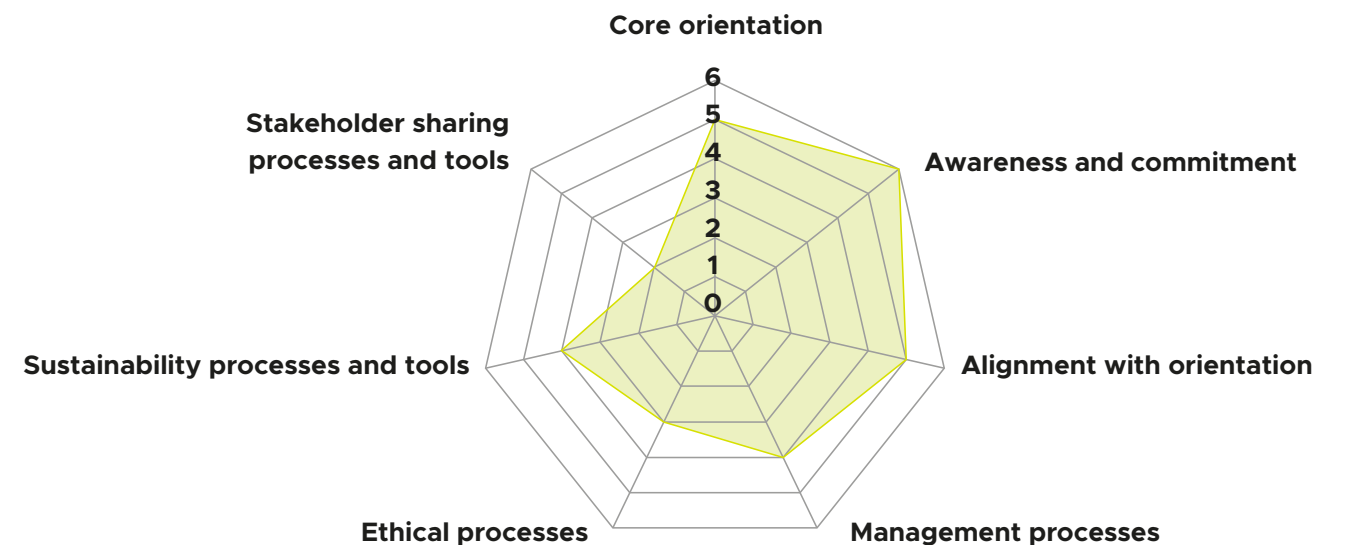 Core orientation
6
5
4
3
2
1
0
Stakeholder sharing
processes and tools
Awareness and commitment
Sustainability processes and tools
Alignment with orientation
Ethical processes
Management processes